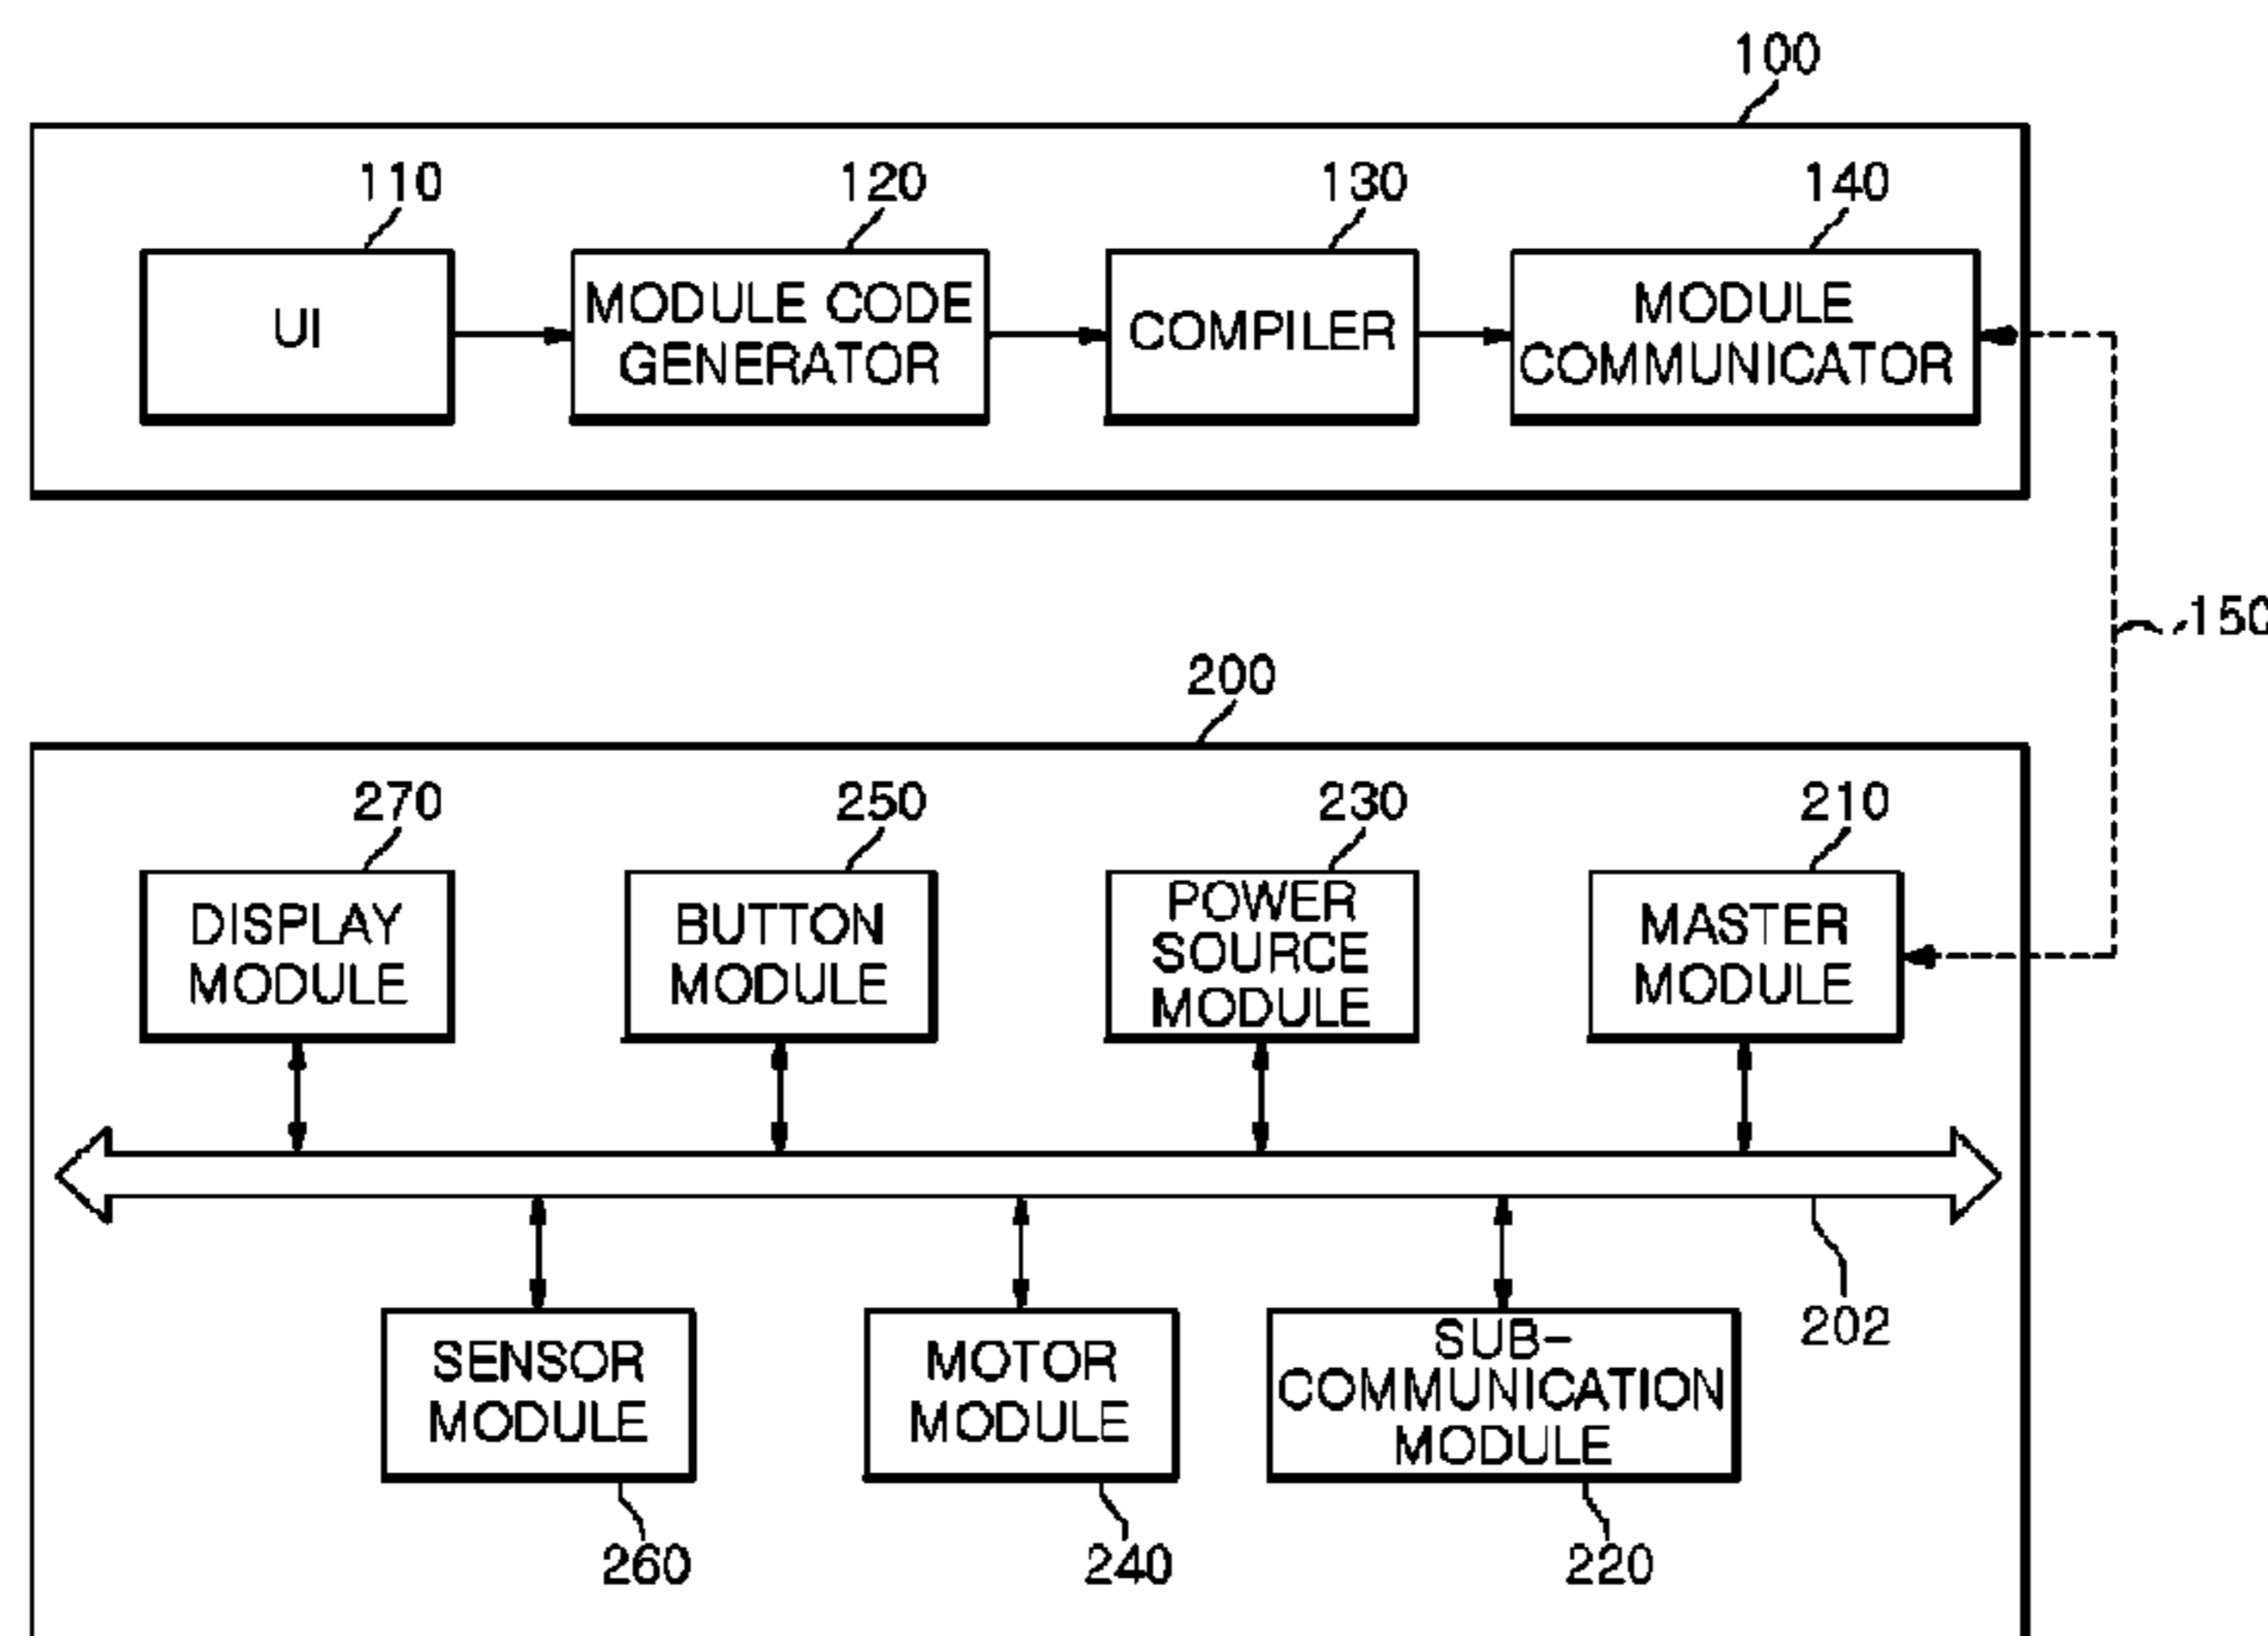 100
110
120
130
140
UI
MODULE CODE
GENERATOR
COMPILER
MODULE
COMMUNICATOR
150
200
270
250
230
210
DISPLAY
MODULE
BUTTON
MODULE
POWER
SOURCE
MODULE
MASTER
MODULE
202
SENSOR
MODULE
MOTOR
MODULE
SUB-
COMMUNICATION
MODULE
260
240
220